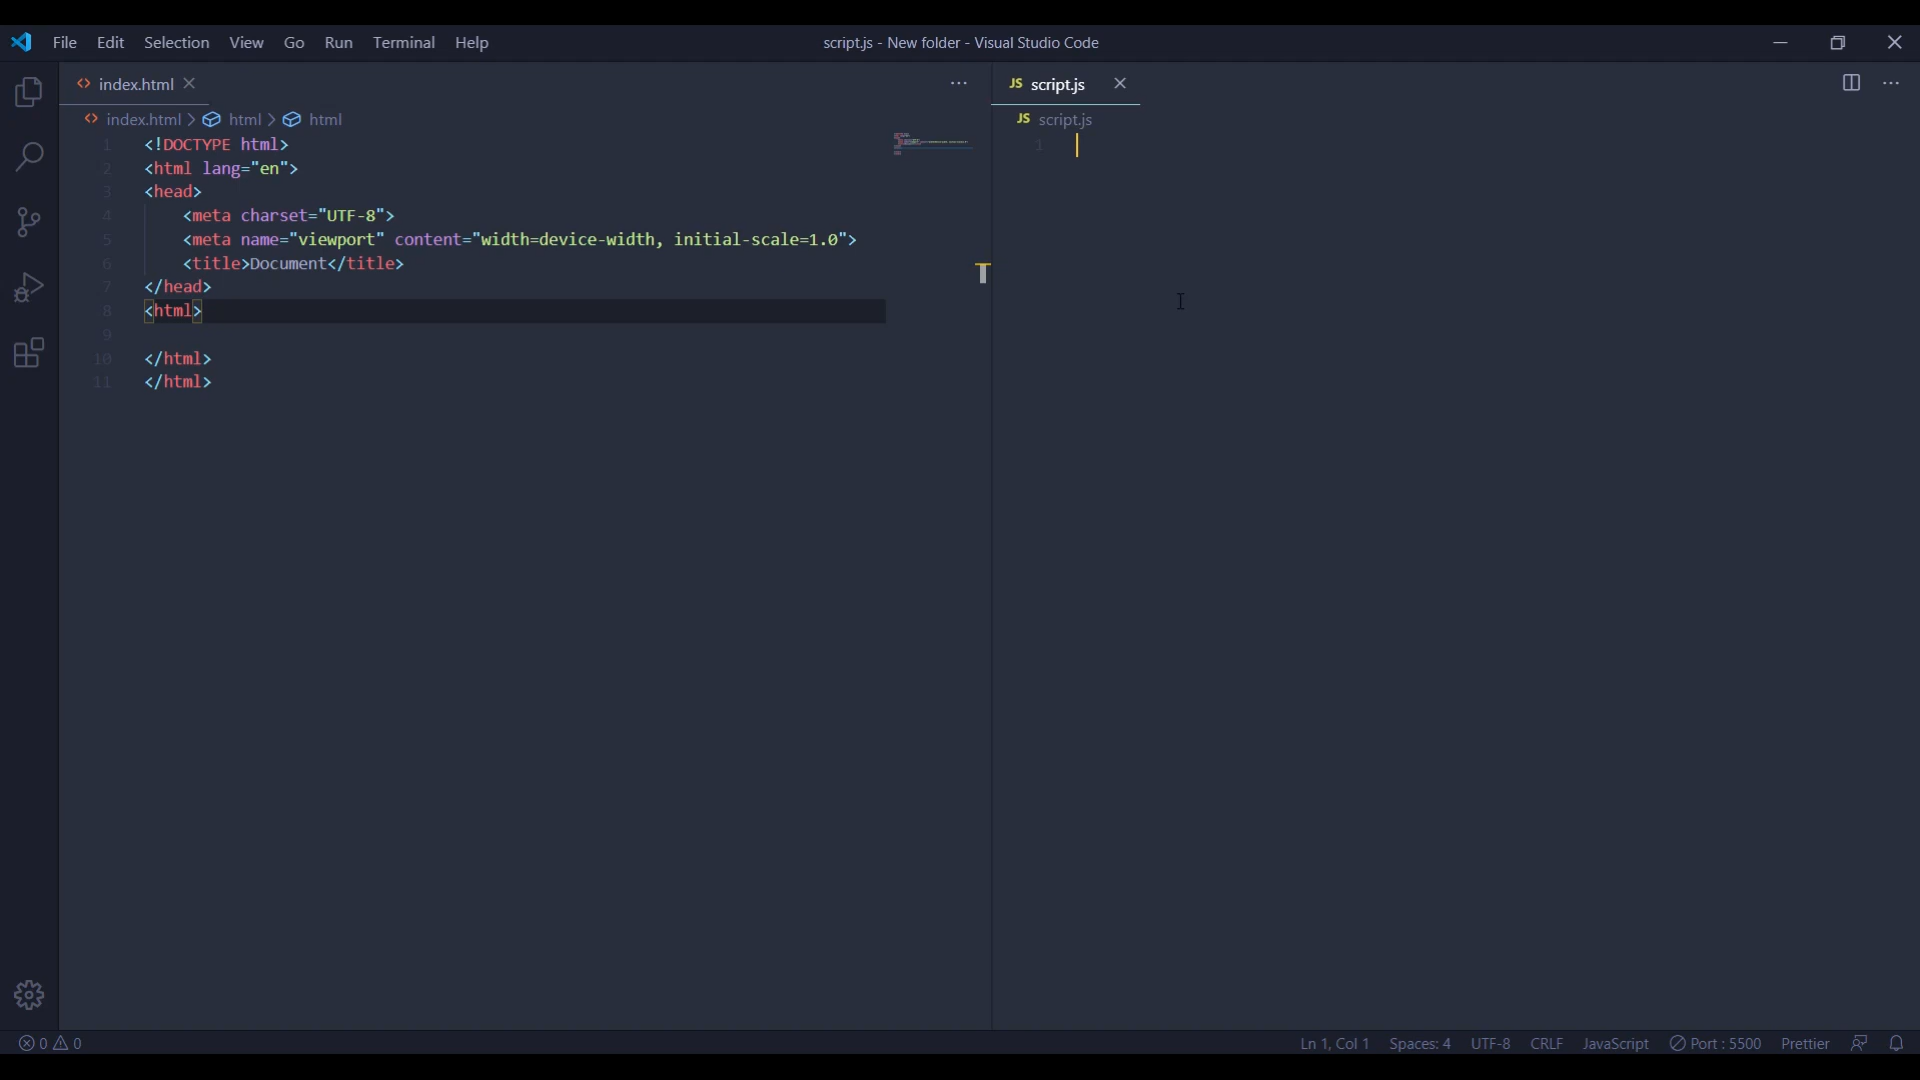 File Edit Selection View Go Run Terminal Help
script.js - New folder - Visual Studio Code
index.html
index.html > html > html
1 <!DOCTYPE html>
2 <html lang="en">
3 <head>
4 <meta charset="UTF-8">
5 <meta name="viewport" content="width=device-width, initial-scale=1.0">
6 <title>Document</title>
7 </head>
8 <html>
9
10 </html>
11 </html>
JS script.js
JS script.js
1
0 0
Ln 1, Col 1 Spaces: 4 UTF-8 CRLF JavaScript Port : 5500 Prettier